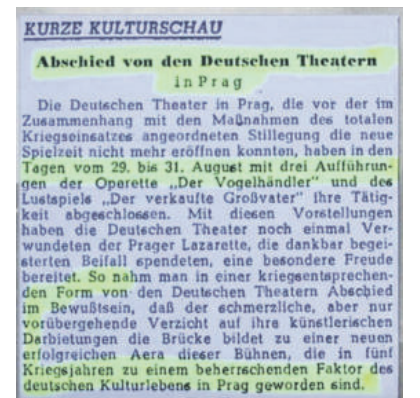 KURZE KULTURSCHAU
Abschied von den Deutschen Theatern
in Prag
Die Deutschen Theater in Prag, die vor der im
Zusammenhang mit den Maßnahmen des totalen
Kriegseinsatzes angeordneten Stillegung die neue
Spielzeit nicht mehr eröffnen konnten, haben in den
Tagen vom 29. bis 31. August mit drei Aufführun-
gen der Operette „Der Vogelhändler" und des
Lustspiels „Der verkaufte Großvater" ihre Tätig-
keit abgeschlossen. Mit diesen Vorstellungen
haben die Deutschen Theater noch einmal Ver-
wundeten der Prager Lazarette, die dankbar begei-
sterten Beifall spendeten, eine besondere Freude
bereitet. So nahm man in einer kriegsentsprechen-
den Form von den Deutschen Theatern Abschied
im Bewußtsein, daß der schmerzliche, aber nur
vorübergehende Verzicht auf ihre künstlerischen
Darbietungen die Brücke bildet zu einer neuen
erfolgreichen Aera dieser Bühnen, die in fünf
Kriegsjahren zu einem beherrschenden Faktor des
deutschen Kulturlebens in Prag geworden sind.